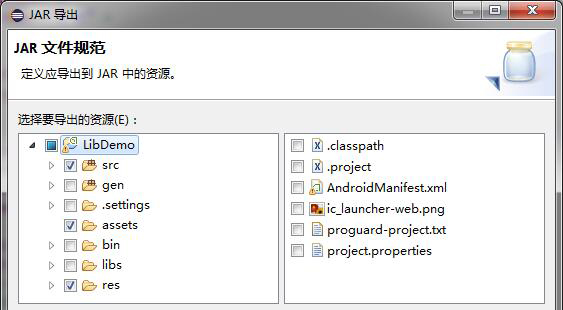 JAR 导出
JAR 文件规范
定义应导出到 JAR 中的资源。
选择要导出的资源(E)：
LibDemo
src
gen
.settings
assets
bin
libs
res
.classpath
.project
AndroidManifest.xml
ic_launcher-web.png
proguard-project.txt
project.properties